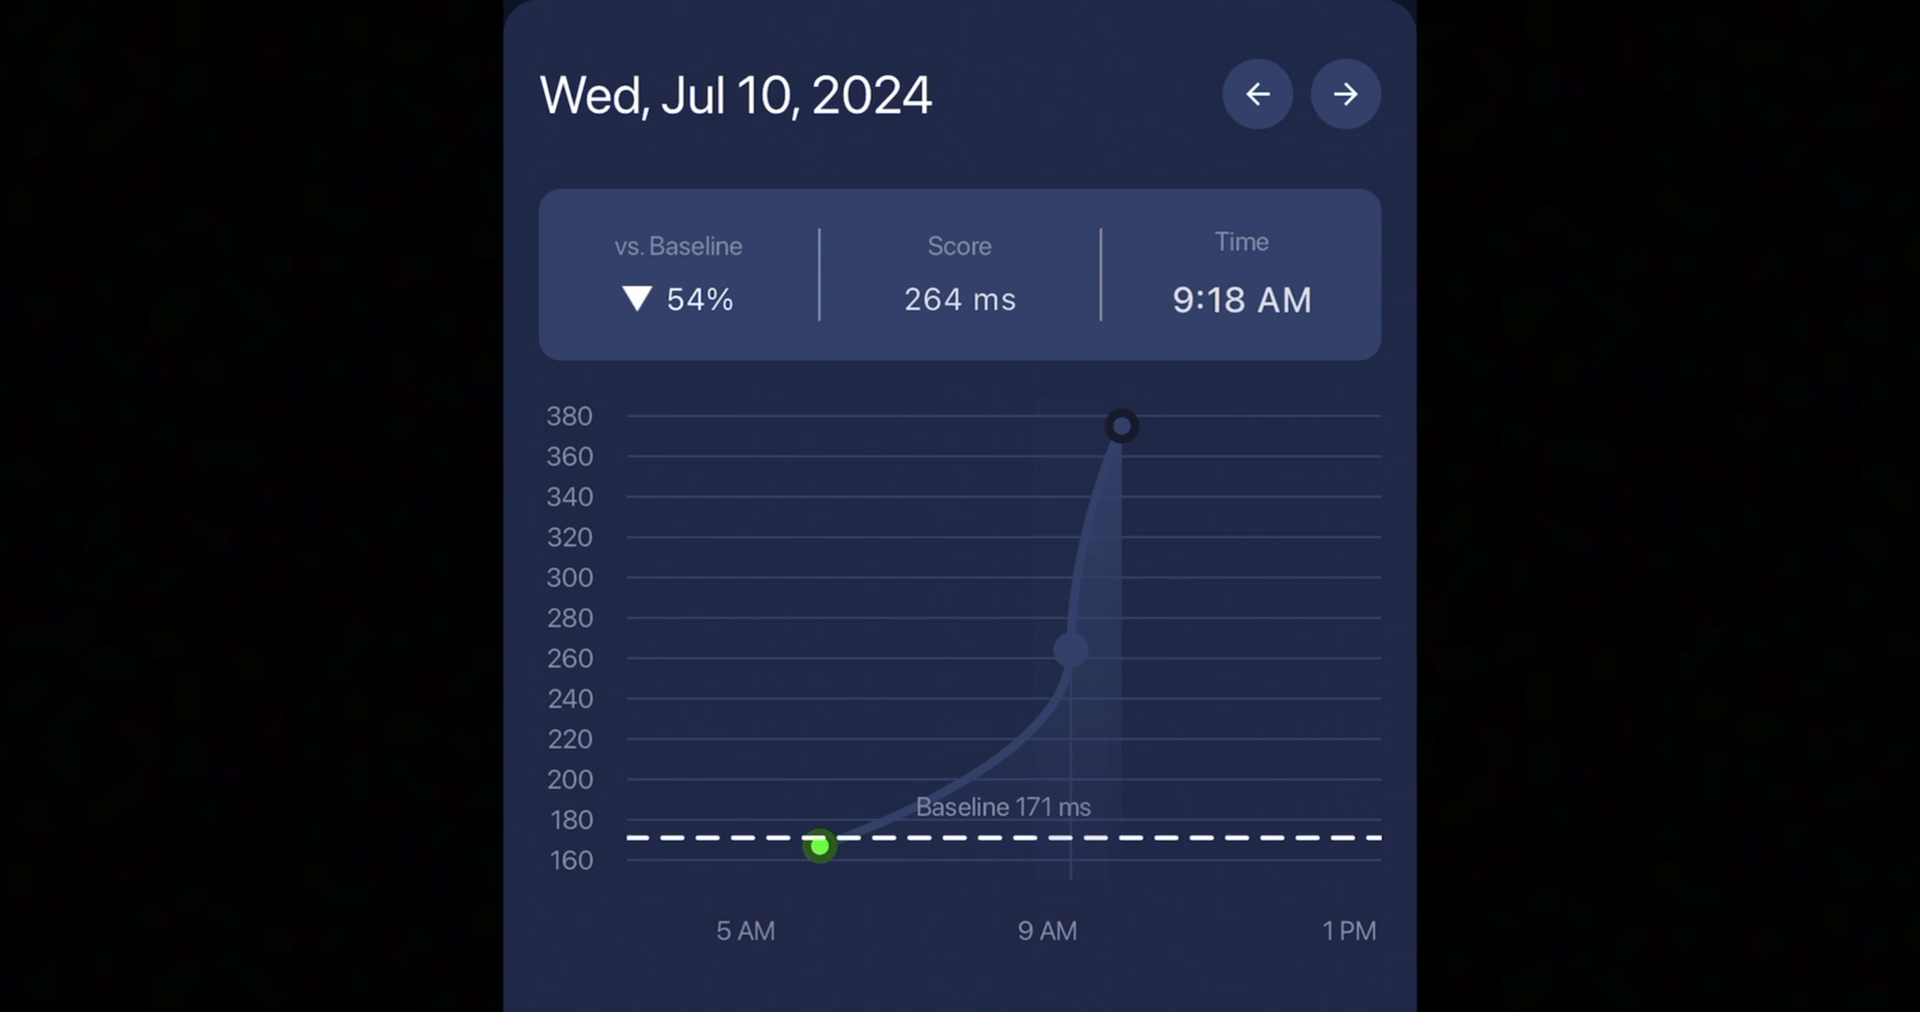 Wed, Jul 10, 2024
vs. Baseline
Score
Time
▼ 54%
264 ms
9:18 AM
380
360
340
320
300
280
260
240
220
200
Baseline 171 ms
180
160
5 AM
9 AM
1 PM